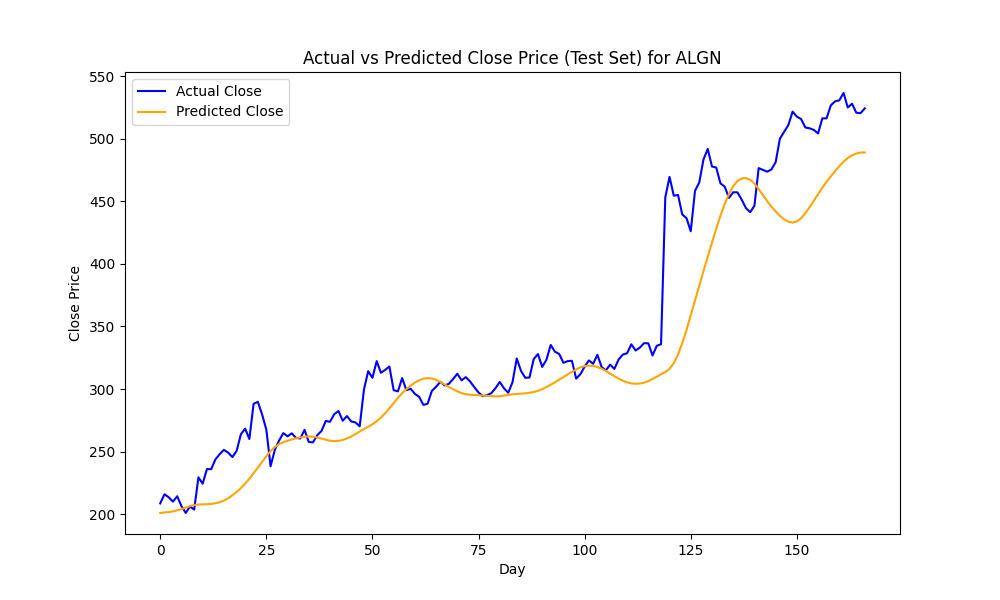 Actual vs Predicted Close Price (Test Set) for ALGN
Actual Close
Predicted Close
Close Price
550
500
450
400
350
300
250
200
0 25 50 75 100 125 150
Day